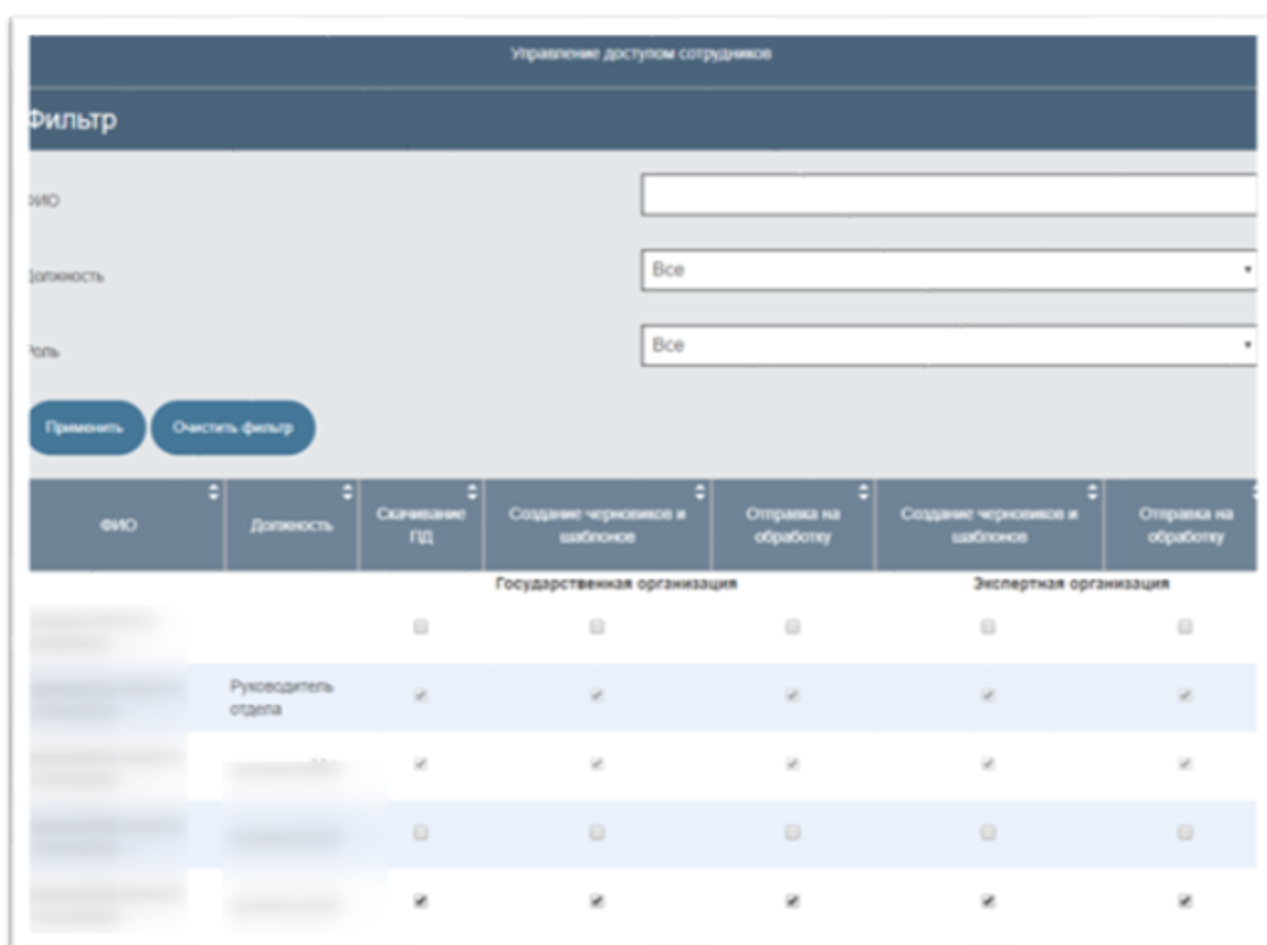 Управление доступом сотрудников
Фильтр
ФИО
Должность
Все
Роль
Все
Применить
Очистить фильтр
ФИО
Должность
Скачивание
ПД
Создание черновиков и
шаблонов
Отправка на
обработку
Создание черновиков и
шаблонов
Отправка на
обработку
Государственная организация
Экспертная организация
Руководитель
отдела